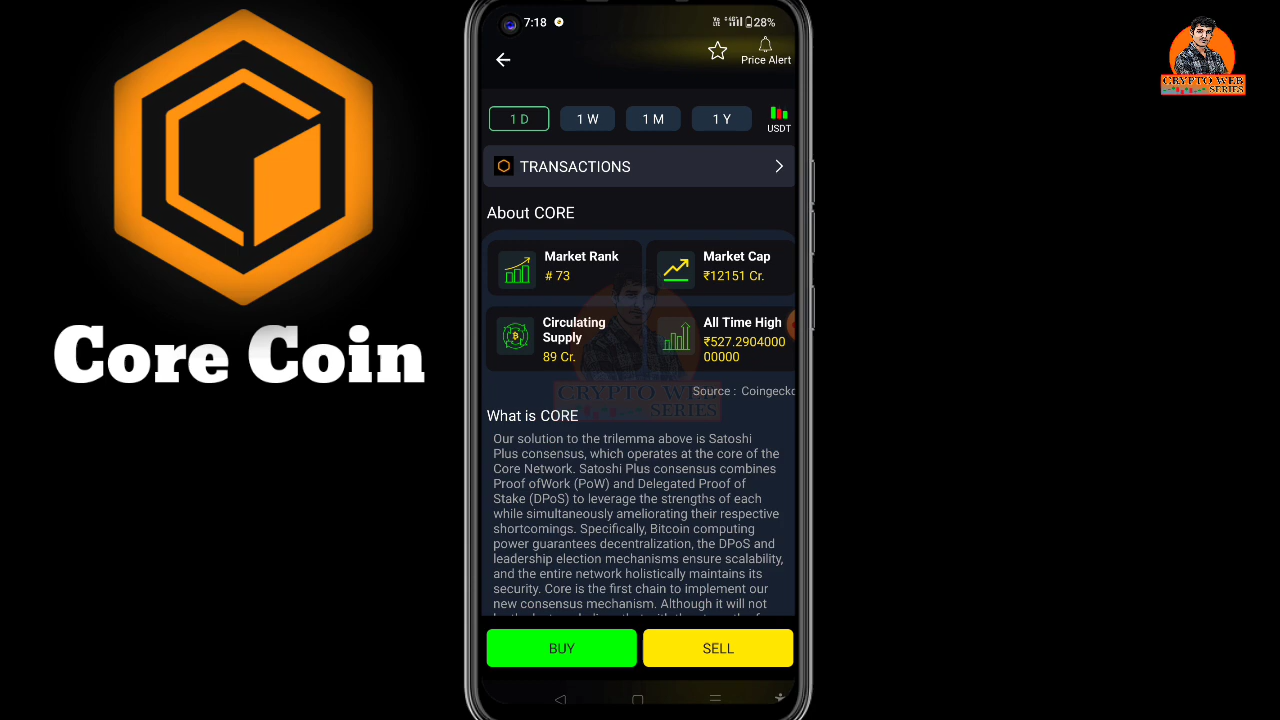 7:18
28%
Price Alert
1 D
1 W
1 M
1 Y
USDT
TRANSACTIONS
About CORE
Market Rank
# 73
Market Cap
₹12151 Cr.
Circulating
Supply
89 Cr.
All Time High
₹527.2904000
00000
Source : Coingecko
What is CORE
Our solution to the trilemma above is Satoshi
Plus consensus, which operates at the core of the
Core Network. Satoshi Plus consensus combines
Proof ofWork (PoW) and Delegated Proof of
Stake (DPoS) to leverage the strengths of each
while simultaneously ameliorating their respective
shortcomings. Specifically, Bitcoin computing
power guarantees decentralization, the DPoS and
leadership election mechanisms ensure scalability,
and the entire network holistically maintains its
security. Core is the first chain to implement our
new consensus mechanism. Although it will not
BUY
SELL
Core Coin
CRYPTO WEB
SERIES
CRYPTO WEB
SERIES